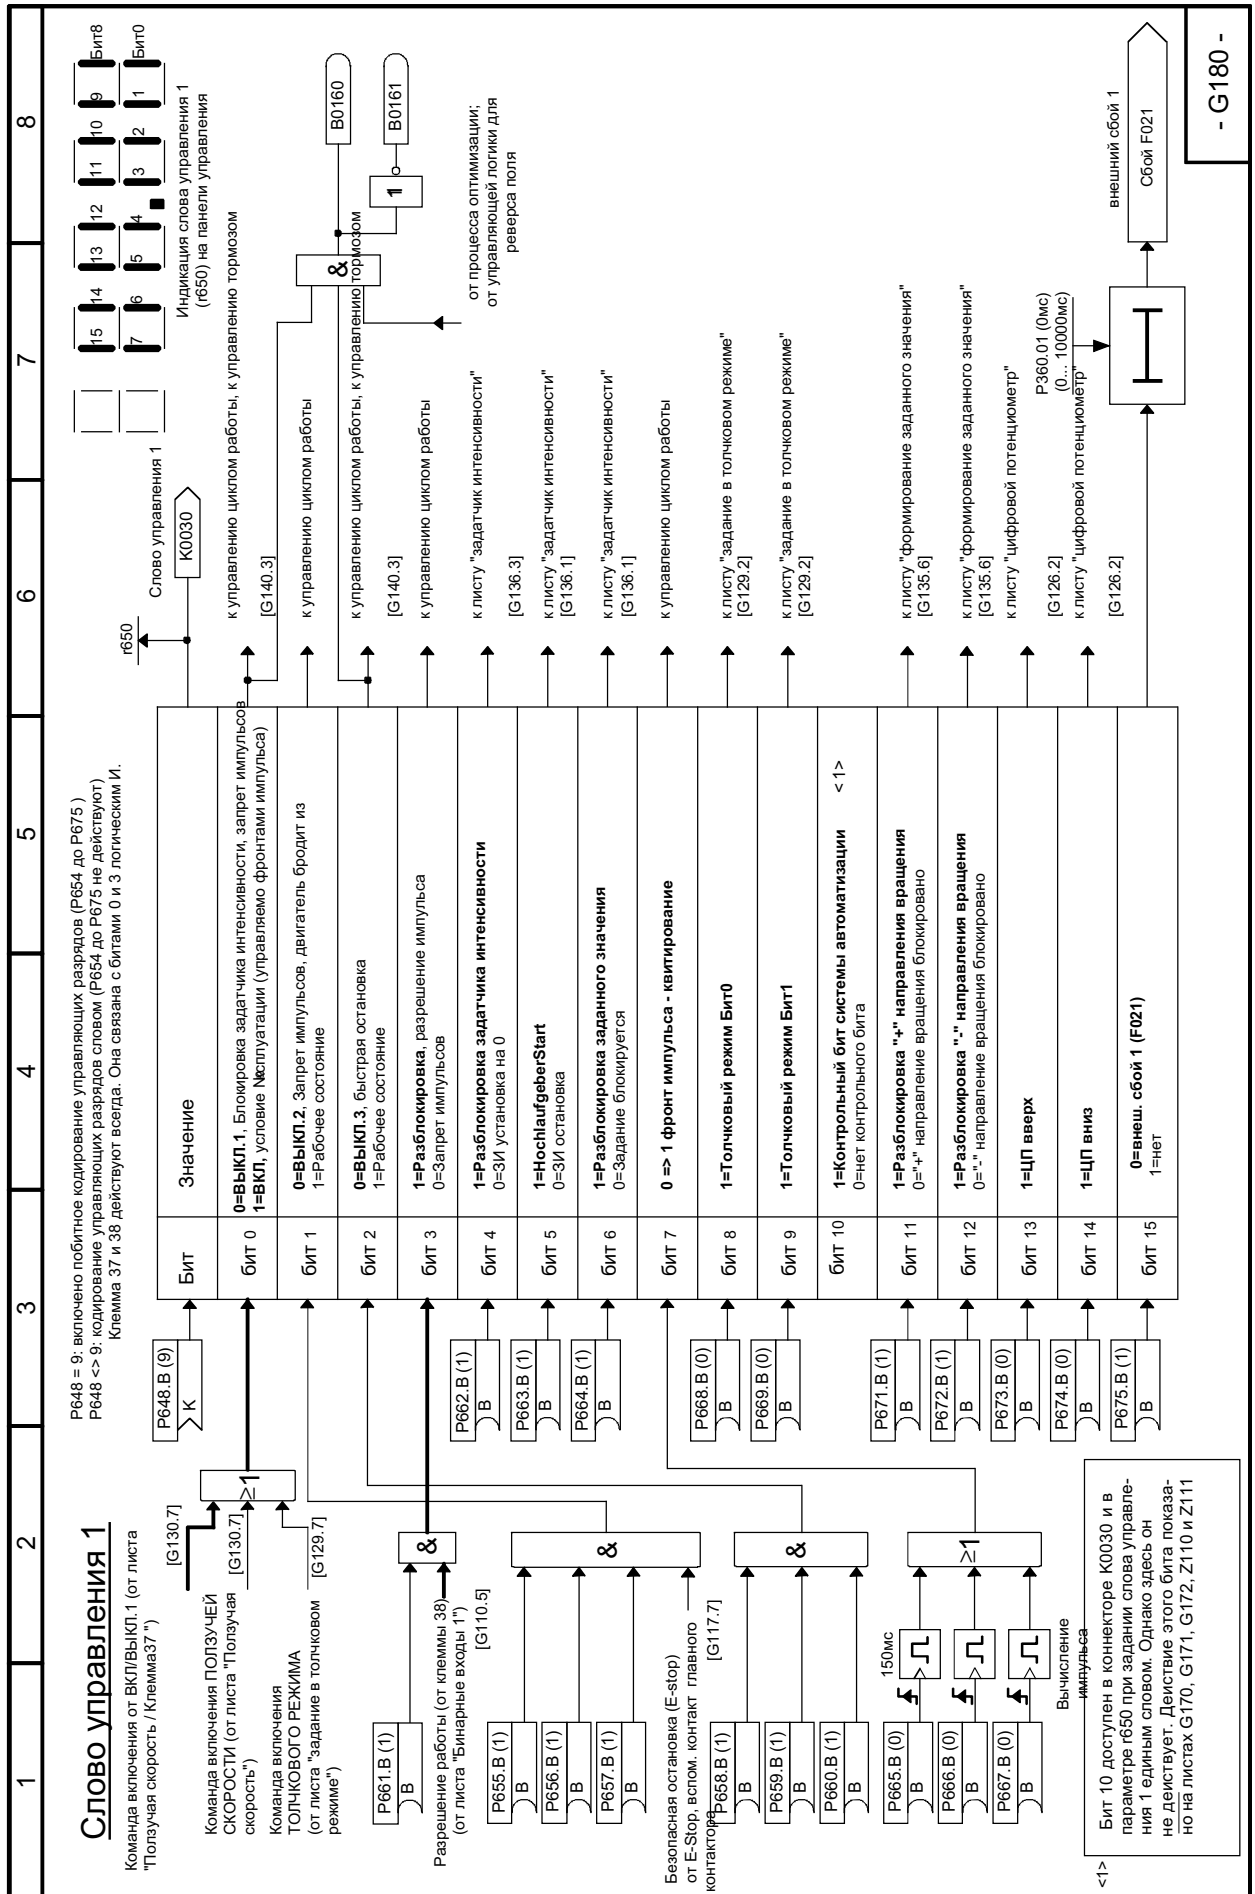 1
2
3
4
5
6
7
8
Слово управления 1
P648 = 9: включено побитное кодирование управляющих разрядов (P654 до P675 )
P648 <> 9: кодирование управляющих разрядов словом (P654 до P675 не действуют)
Клемма 37 и 38 действуют всегда. Она связана с битами 0 и 3 логическим И.
15
14
13
12
11
10
9
Бит8
7
6
5
4
3
2
1
Бит0
Индикация слова управления 1
(r650) на панели управления
Команда включения от ВКЛ/ВЫКЛ.1 (от листа
"Ползучая скорость / Клемма37 ")
[G130.7]
Команда включения ПОЛЗУЧЕЙ
СКОРОСТИ (от листа "Ползучая
скорость")
[G130.7]
Команда включения
ТОЛЧКОВОГО РЕЖИМА
(от листа "задание в толчковом
режиме")
[G129.7]
≥1
P661.B (1)
B
Разрешение работы (от клеммы 38)
(от листа "Бинарные входы 1")
[G110.5]
&
P655.B (1)
B
P656.B (1)
B
P657.B (1)
B
Безопасная остановка (E-stop)
от E-Stop, вспом. контакт главного
контактора
[G117.7]
&
P658.B (1)
B
P659.B (1)
B
P660.B (1)
B
&
P665.B (0)
B
P666.B (0)
B
P667.B (0)
B
150мс
Вычисление
импульса
≥1
P648.B (9)
K
P662.B (1)
B
P663.B (1)
B
P664.B (1)
B
P668.B (0)
B
P669.B (0)
B
P671.B (1)
B
P672.B (1)
B
P673.B (0)
B
P674.B (0)
B
P675.B (1)
B
Бит
Значение
r650
Слово управления 1
K0030
бит 0
0=ВЫКЛ.1, Блокировка задатчика интенсивности, запрет импульсов
1=ВКЛ, условие №ксплуатации (управляемо фронтами импульса)
к управлению циклом работы, к управлению тормозом
[G140.3]
бит 1
0=ВЫКЛ.2, Запрет импульсов, двигатель бродит из
1=Рабочее состояние
к управлению циклом работы
бит 2
0=ВЫКЛ.3, быстрая остановка
1=Рабочее состояние
к управлению циклом работы, к управлению тормозом
[G140.3]
бит 3
1=Разблокировка, разрешение импульса
0=Запрет импульсов
к управлению циклом работы
бит 4
1=Разблокировка задатчика интенсивности
0=ЗИ установка на 0
к листу "задатчик интенсивности"
[G136.3]
бит 5
1=HochlaufgeberStart
0=ЗИ остановка
к листу "задатчик интенсивности"
[G136.1]
бит 6
1=Разблокировка заданного значения
0=Задание блокируется
к листу "задатчик интенсивности"
[G136.1]
бит 7
0 => 1 фронт импульса - квитирование
к управлению циклом работы
бит 8
1=Толчковый режим Бит0
к листу "задание в толчковом режиме"
[G129.2]
бит 9
1=Толчковый режим Бит1
к листу "задание в толчковом режиме"
[G129.2]
бит 10
1=Контрольный бит системы автоматизации <1>
0=нет контрольного бита
бит 11
1=Разблокировка "+" направления вращения
0="+" направление вращения блокировано
к листу "формирование заданного значения"
[G135.6]
бит 12
1=Разблокировка "-" направления вращения
0="-" направление вращения блокировано
к листу "формирование заданного значения"
[G135.6]
бит 13
1=ЦП вверх
к листу "цифровой потенциометр"
[G126.2]
бит 14
1=ЦП вниз
к листу "цифровой потенциометр"
[G126.2]
бит 15
0=внеш. сбой 1 (F021)
1=нет
&
1
B0160
B0161
от процесса оптимизации;
от управляющей логики для
реверса поля
P360.01 (0мс)
(0... 10000мс)
внешний сбой 1
Сбой F021
<1> Бит 10 доступен в коннекторе K0030 и в
параметре r650 при задании слова управле-
ния 1 единым словом. Однако здесь он
не действует. Действие этого бита показа-
но на листах G170, G171, G172, Z110 и Z111
- G180 -